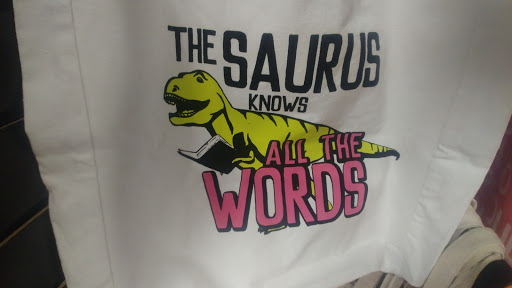 THE SAURUS
KNOWS
ALL THE
WORDS